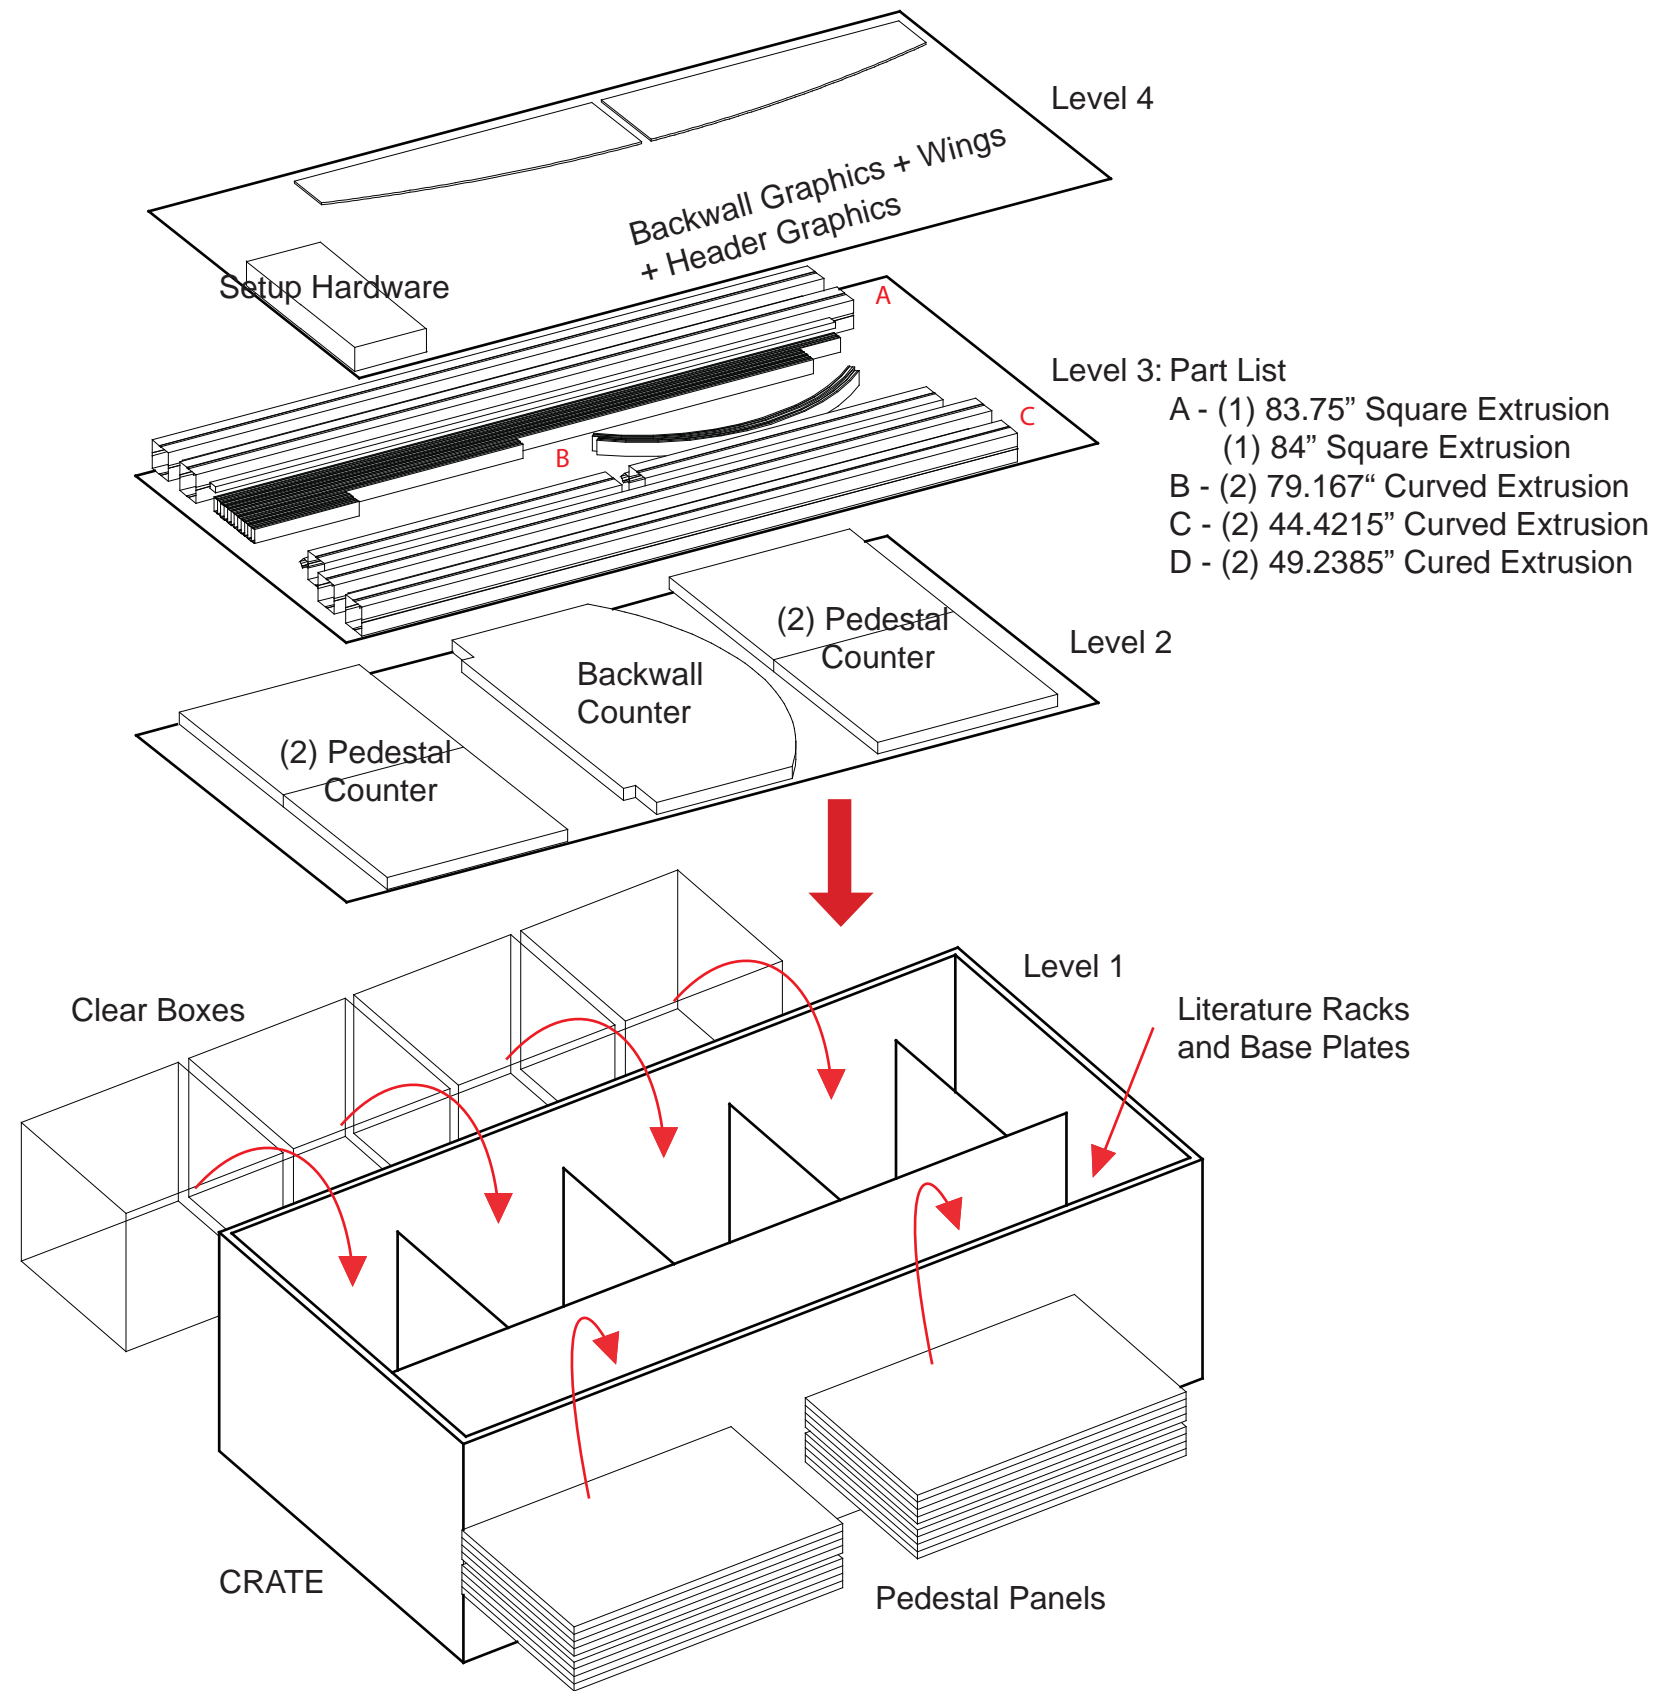 Level 4
Backwall Graphics + Wings
+ Header Graphics
Setup Hardware
A
Level 3: Part List
A - (1) 83.75” Square Extrusion
(1) 84” Square Extrusion
B - (2) 79.167“ Curved Extrusion
C - (2) 44.4215” Curved Extrusion
D - (2) 49.2385” Cured Extrusion
C
B
(2) Pedestal
Counter
Level 2
Backwall
Counter
(2) Pedestal
Counter
Level 1
Clear Boxes
Literature Racks
and Base Plates
CRATE
Pedestal Panels